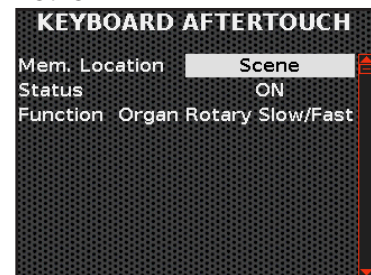 KEYBOARD AFTERTOUCH
Mem. Location Scene
Status ON
Function Organ Rotary Slow/Fast